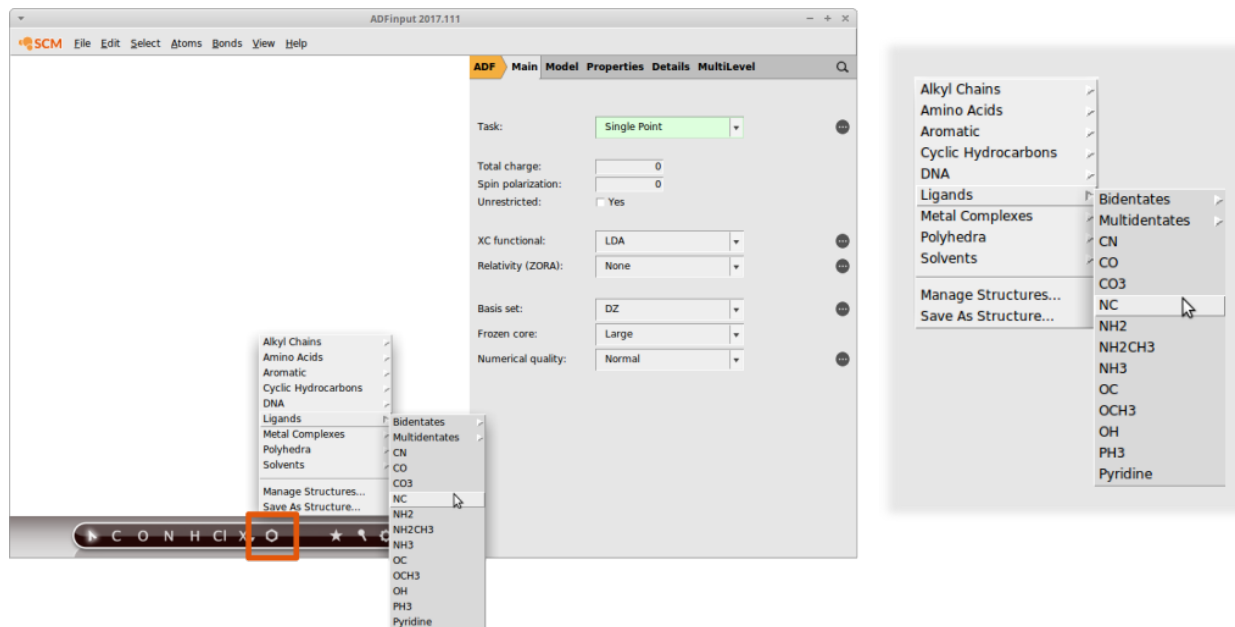 ADFinput 2017.111
SCM File Edit Select Atoms Bonds View Help
ADF Main Model Properties Details MultiLevel
Task: Single Point
Total charge: 0
Spin polarization: 0
Unrestricted: Yes
XC functional: LDA
Relativity (ZORA): None
Basis set: DZ
Frozen core: Large
Numerical quality: Normal
Alkyl Chains
Amino Acids
Aromatic
Cyclic Hydrocarbons
DNA
Ligands
Metal Complexes
Polyhedra
Solvents
Manage Structures...
Save As Structure...
Bidentates
Multidentates
CN
CO
CO3
NC
NH2
NH2CH3
NH3
OC
OCH3
OH
PH3
Pyridine
C O N H Cl X
Alkyl Chains
Amino Acids
Aromatic
Cyclic Hydrocarbons
DNA
Ligands
Metal Complexes
Polyhedra
Solvents
Manage Structures...
Save As Structure...
Bidentates
Multidentates
CN
CO
CO3
NC
NH2
NH2CH3
NH3
OC
OCH3
OH
PH3
Pyridine